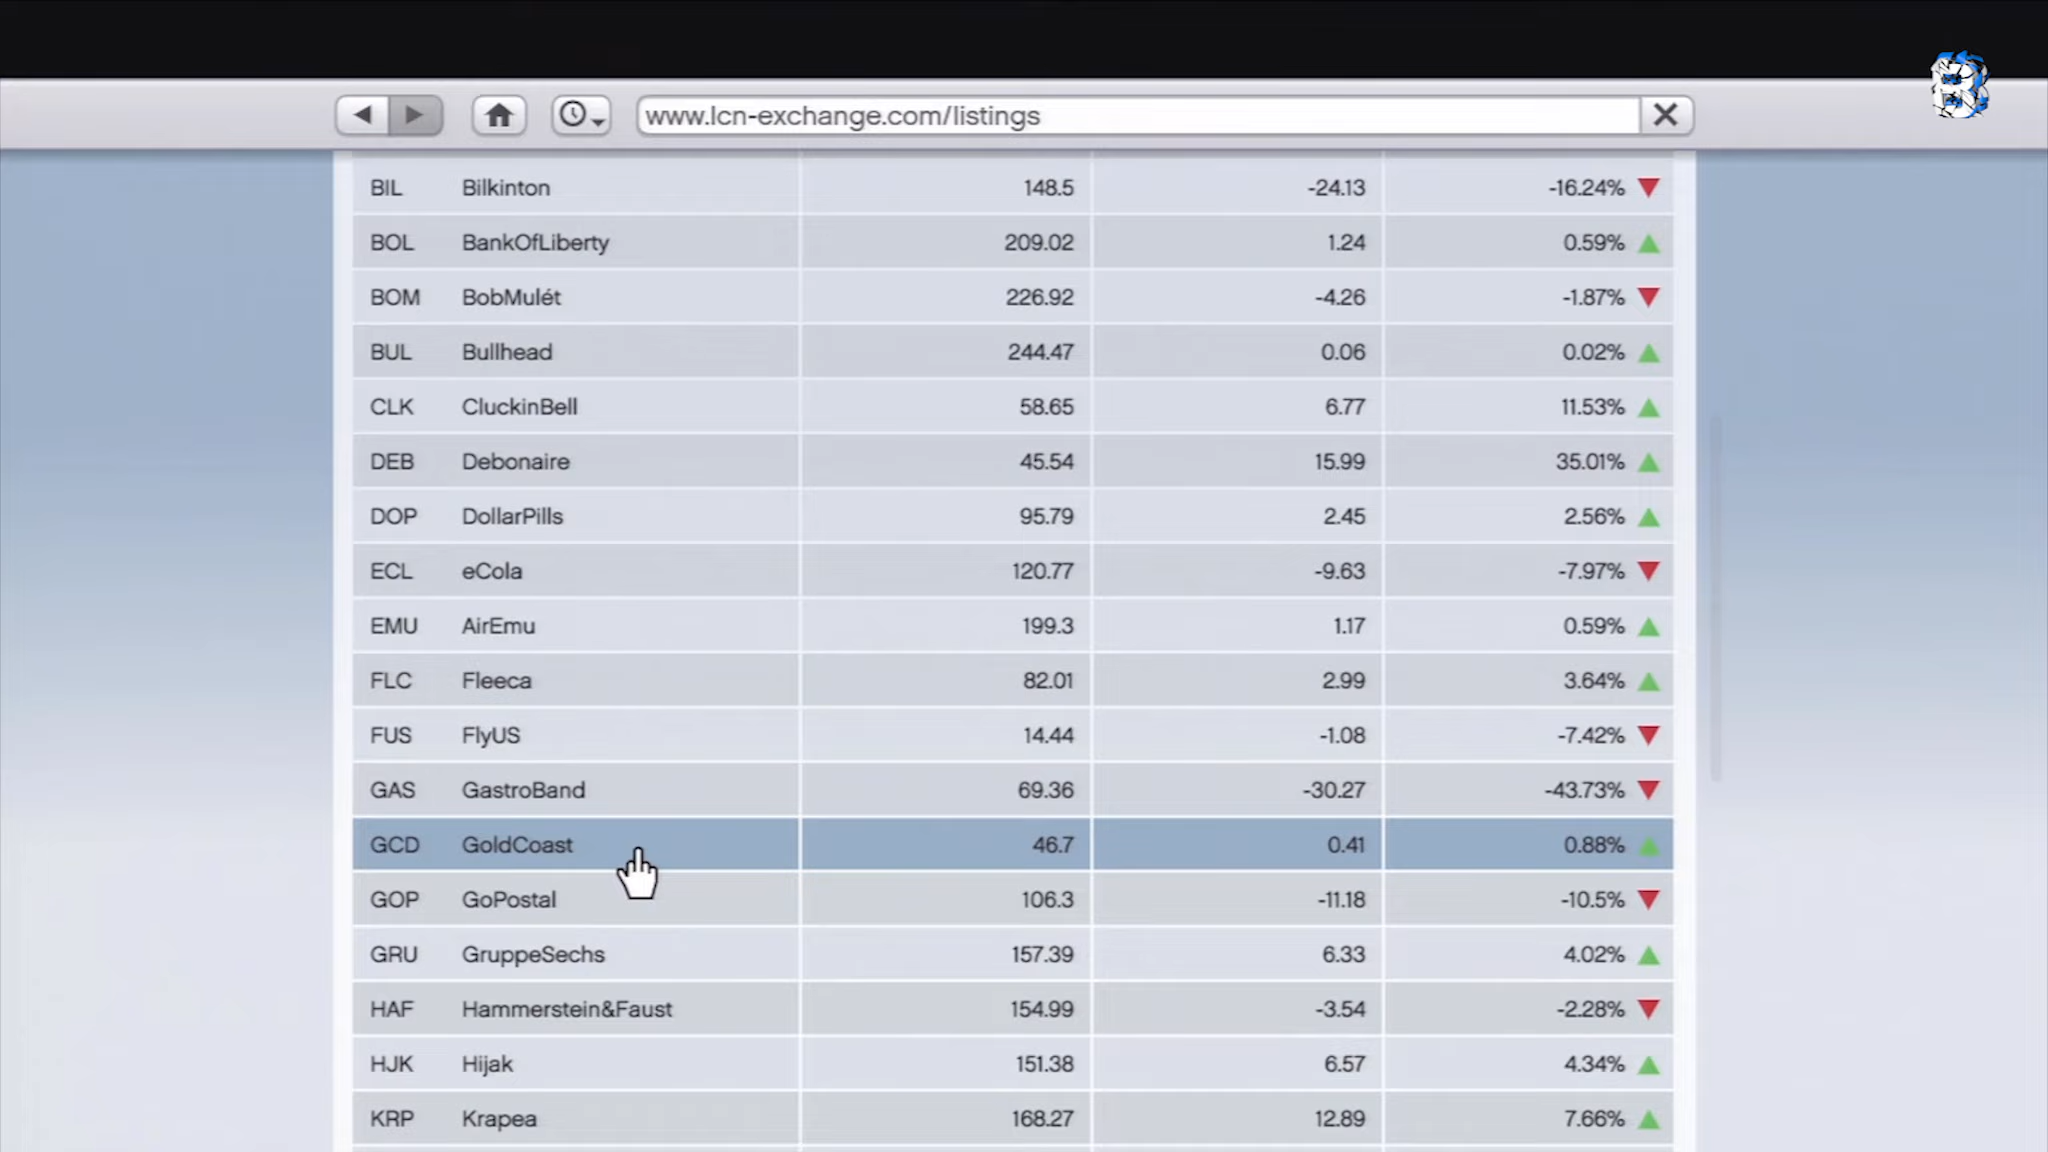 www.lcn-exchange.com/listings
BIL Bilkinton 148.5 -24.13 -16.24%
BOL BankOfLiberty 209.02 1.24 0.59%
BOM BobMulét 226.92 -4.26 -1.87%
BUL Bullhead 244.47 0.06 0.02%
CLK CluckinBell 58.65 6.77 11.53%
DEB Debonaire 45.54 15.99 35.01%
DOP DollarPills 95.79 2.45 2.56%
ECL eCola 120.77 -9.63 -7.97%
EMU AirEmu 199.3 1.17 0.59%
FLC Fleeca 82.01 2.99 3.64%
FUS FlyUS 14.44 -1.08 -7.42%
GAS GastroBand 69.36 -30.27 -43.73%
GCD GoldCoast 46.7 0.41 0.88%
GOP GoPostal 106.3 -11.18 -10.5%
GRU GruppeSechs 157.39 6.33 4.02%
HAF Hammerstein&Faust 154.99 -3.54 -2.28%
HJK Hijak 151.38 6.57 4.34%
KRP Krapea 168.27 12.89 7.66%